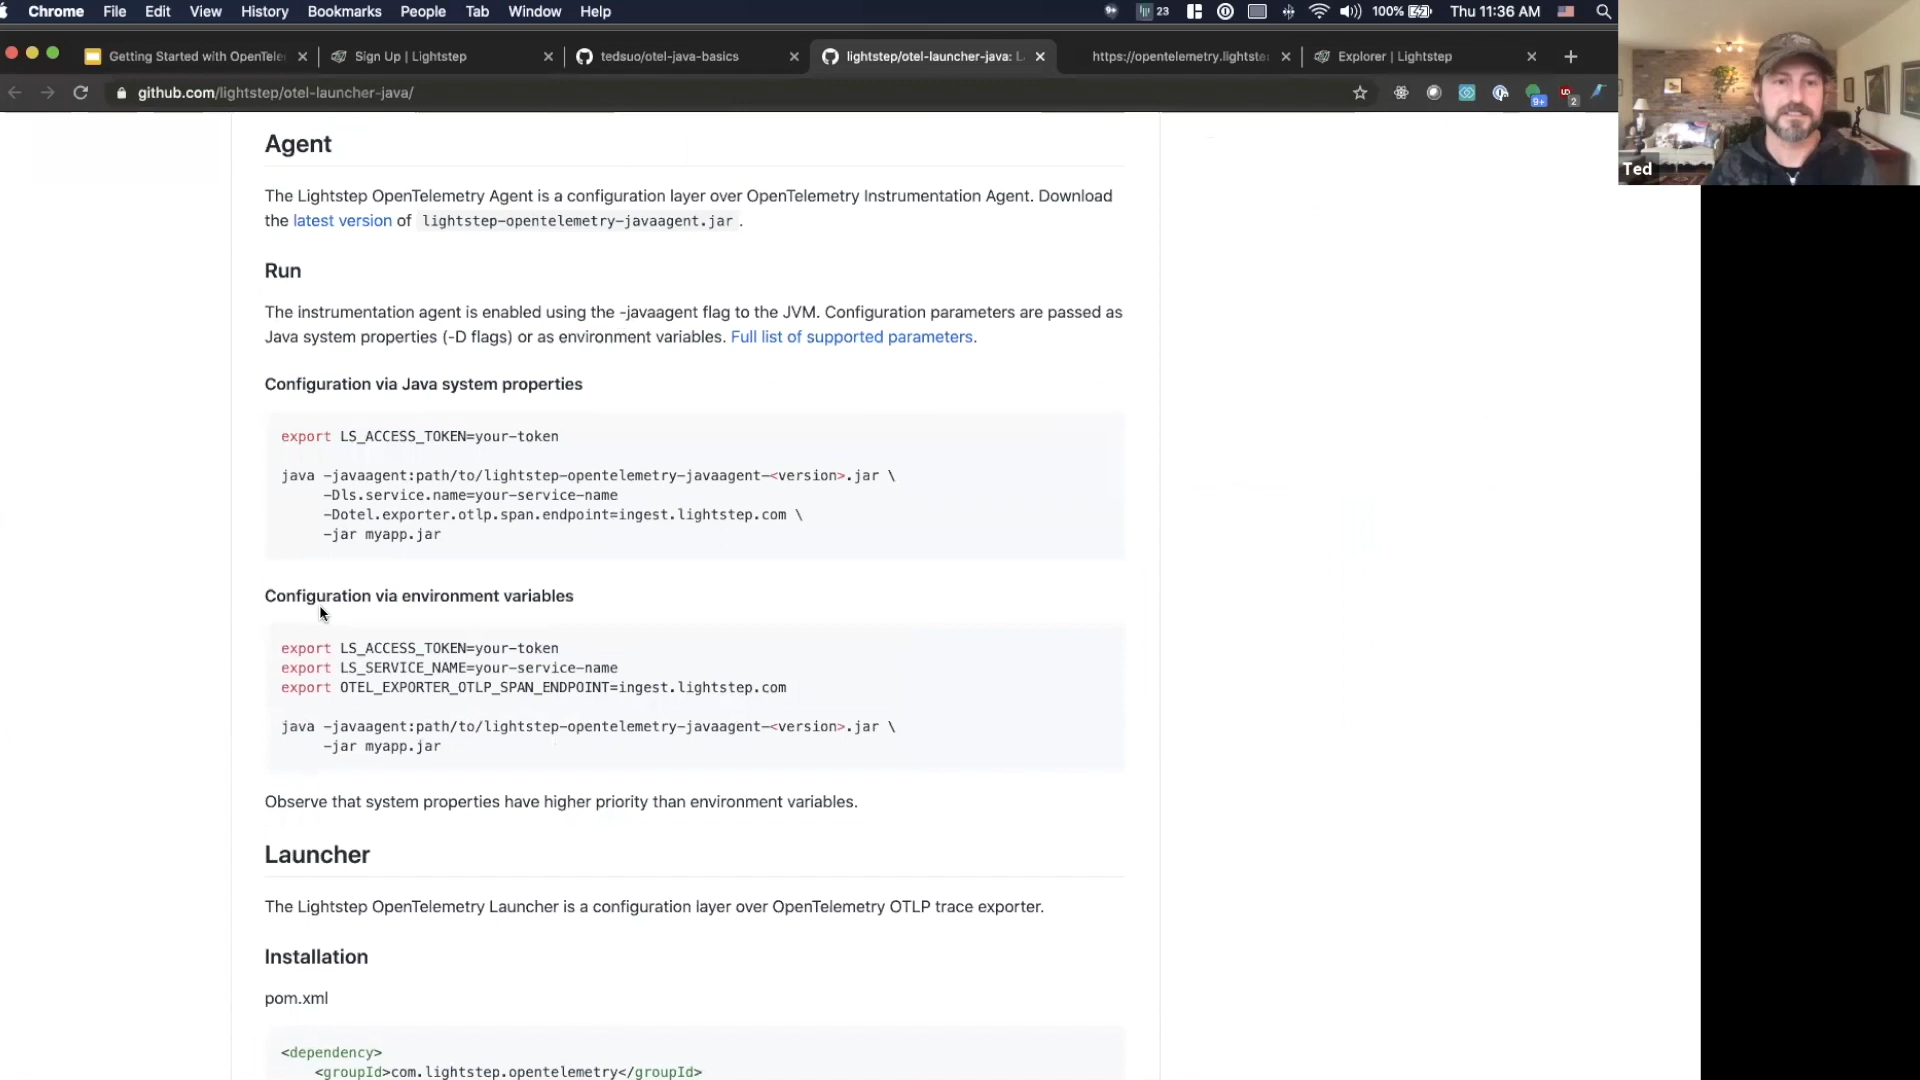 Chrome File Edit View History Bookmarks People Tab Window Help
23
100%
Thu 11:36 AM
Getting Started with OpenTele
Sign Up | Lightstep
tedsuo/otel-java-basics
lightstep/otel-launcher-java: L
https://opentelemetry.lightste
Explorer | Lightstep
github.com/lightstep/otel-launcher-java/
9+
2
Ted
Agent
The Lightstep OpenTelemetry Agent is a configuration layer over OpenTelemetry Instrumentation Agent. Download
the latest version of lightstep-opentelemetry-javaagent.jar .
Run
The instrumentation agent is enabled using the -javaagent flag to the JVM. Configuration parameters are passed as
Java system properties (-D flags) or as environment variables. Full list of supported parameters.
Configuration via Java system properties
export LS_ACCESS_TOKEN=your-token
java -javaagent:path/to/lightstep-opentelemetry-javaagent-<version>.jar \
-Dls.service.name=your-service-name
-Dotel.exporter.otlp.span.endpoint=ingest.lightstep.com \
-jar myapp.jar
Configuration via environment variables
export LS_ACCESS_TOKEN=your-token
export LS_SERVICE_NAME=your-service-name
export OTEL_EXPORTER_OTLP_SPAN_ENDPOINT=ingest.lightstep.com
java -javaagent:path/to/lightstep-opentelemetry-javaagent-<version>.jar \
-jar myapp.jar
Observe that system properties have higher priority than environment variables.
Launcher
The Lightstep OpenTelemetry Launcher is a configuration layer over OpenTelemetry OTLP trace exporter.
Installation
pom.xml
<dependency>
<groupId>com.lightstep.opentelemetry</groupId>